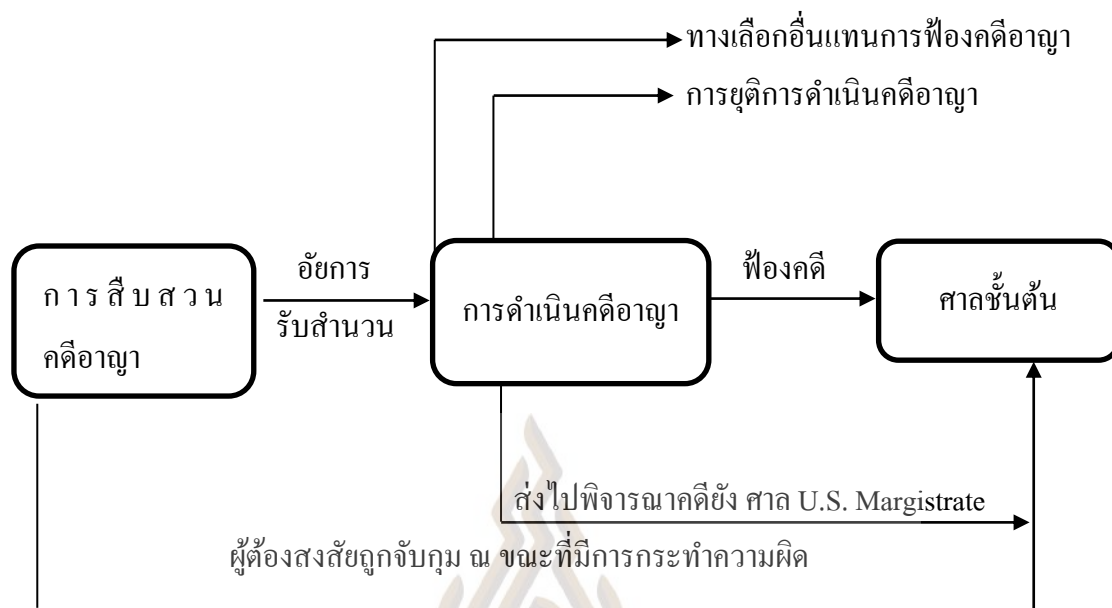 ทางเลือกอื่นแทนการฟ้องคดีอาญา
การยุติการดำเนินคดีอาญา
การสืบสวน
คดีอาญา
อัยการ
รับสำนวน
การดำเนินคดีอาญา
ฟ้องคดี
ศาลชั้นต้น
ส่งไปพิจารณาคดียัง ศาล U.S. Margistrate
ผู้ต้องสงสัยถูกจับกุม ณ ขณะที่มีการกระทำความผิด